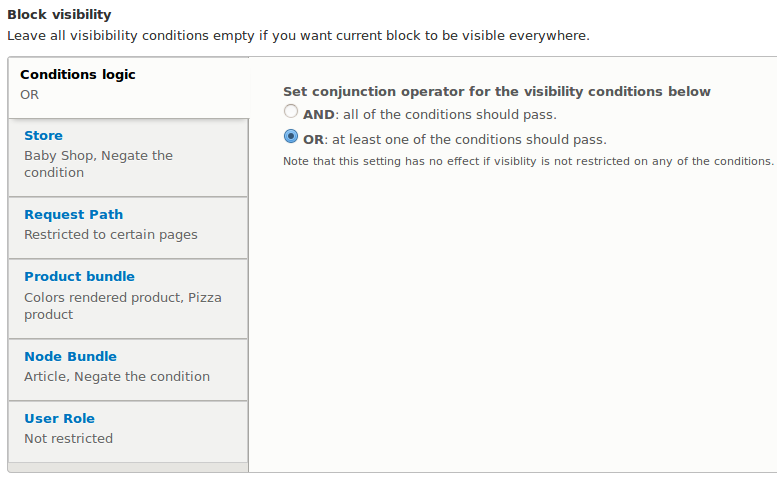 Block visibility
Leave all visibibility conditions empty if you want current block to be visible everywhere.
Conditions logic
OR
Store
Baby Shop, Negate the
condition
Request Path
Restricted to certain pages
Product bundle
Colors rendered product, Pizza
product
Node Bundle
Article, Negate the condition
User Role
Not restricted
Set conjunction operator for the visibility conditions below
AND: all of the conditions should pass.
OR: at least one of the conditions should pass.
Note that this setting has no effect if visiblity is not restricted on any of the conditions.